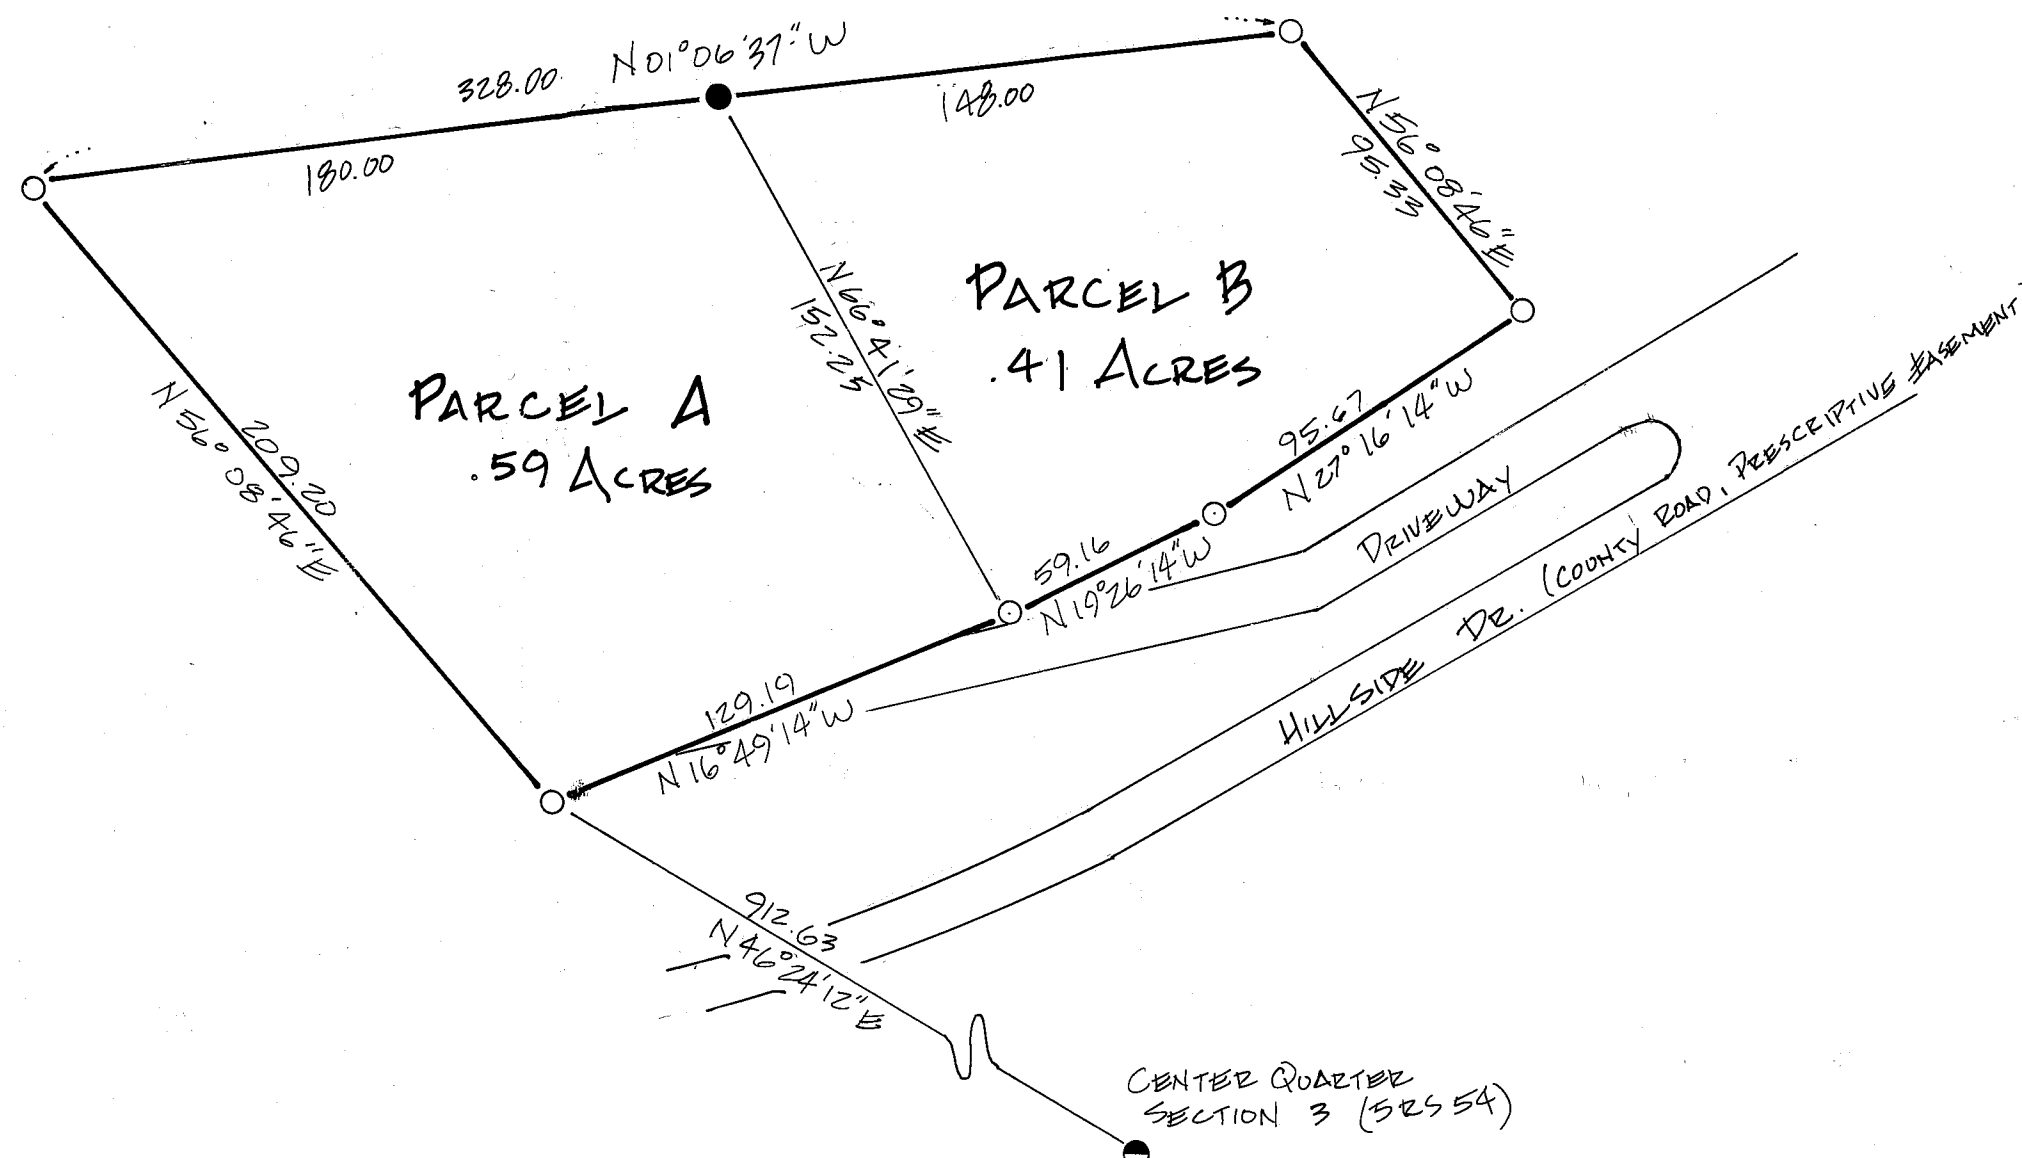 328.00 N01°06'37"W
180.00
148.00
N56°08'46"E
95.33
N66°41'29"E
152.25
PARCEL B
.41 ACRES
PARCEL A
.59 ACRES
209.20
N56°08'46"E
95.67
N27°16'14"W
59.16
N19°26'14"W
129.19
N16°49'14"W
DRIVEWAY
HILLSIDE DR. (COUNTY ROAD, PRESCRIPTIVE EASEMENT)
912.63
N46°24'12"E
CENTER QUARTER
SECTION 3 (5RS54)